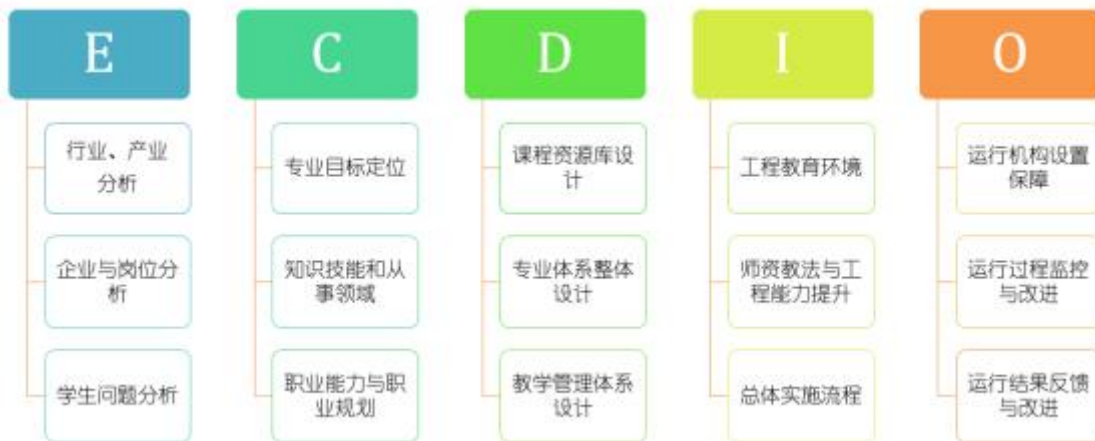 E
行业、产业
分析
企业与岗位分
析
学生问题分析
C
专业目标定位
知识技能和从
事领域
职业能力与职
业规划
D
课程资源库设
计
专业体系整体
设计
教学管理体系
设计
I
工程教育环境
师资教法与工
程能力提升
总体实施流程
O
运行机构设置
保障
运行过程监控
与改进
运行结果反馈
与改进